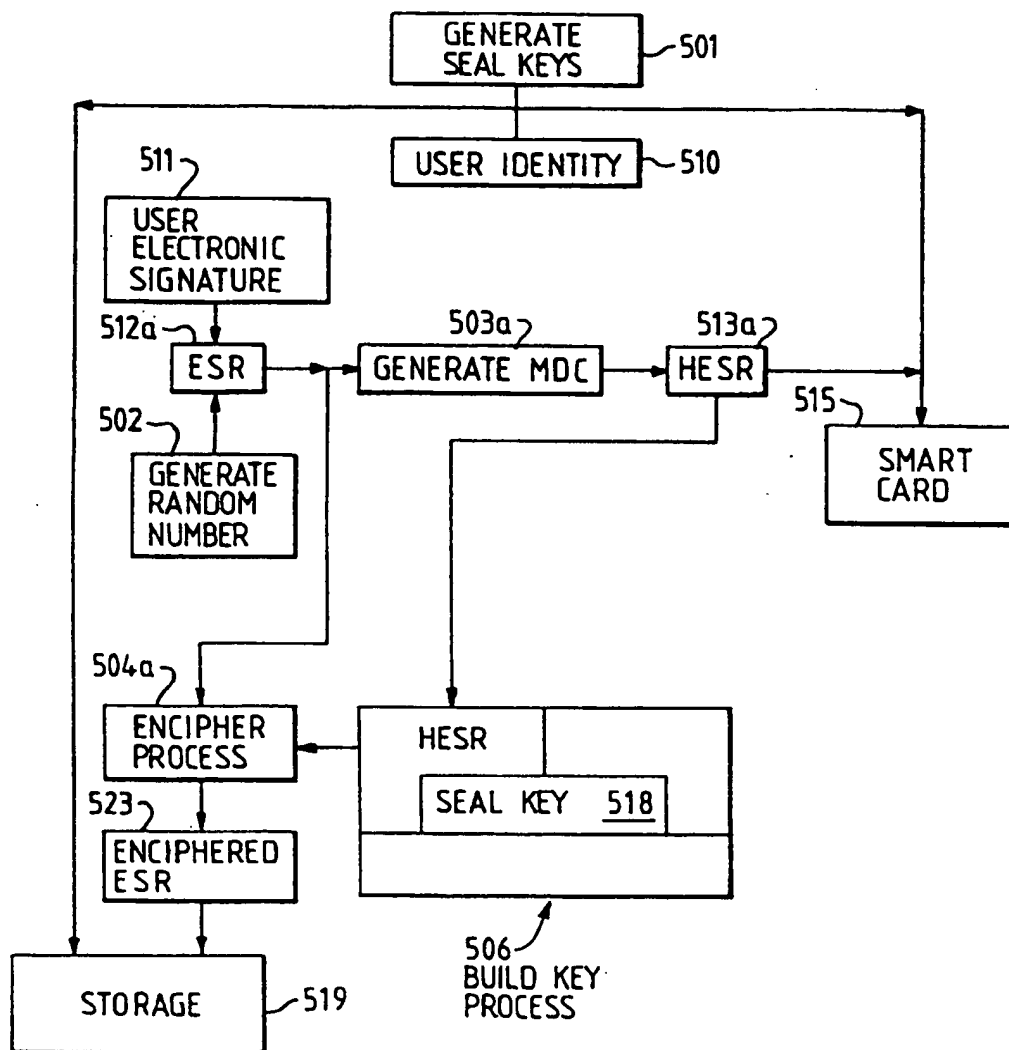 GENERATE
SEAL KEYS
501
USER IDENTITY
510
511
USER
ELECTRONIC
SIGNATURE
512a
ESR
503a
GENERATE MDC
513a
HESR
502
GENERATE
RANDOM
NUMBER
515
SMART
CARD
504a
ENCIPHER
PROCESS
HESR
SEAL KEY 518
523
ENCIPHERED
ESR
506
BUILD KEY
PROCESS
STORAGE
519